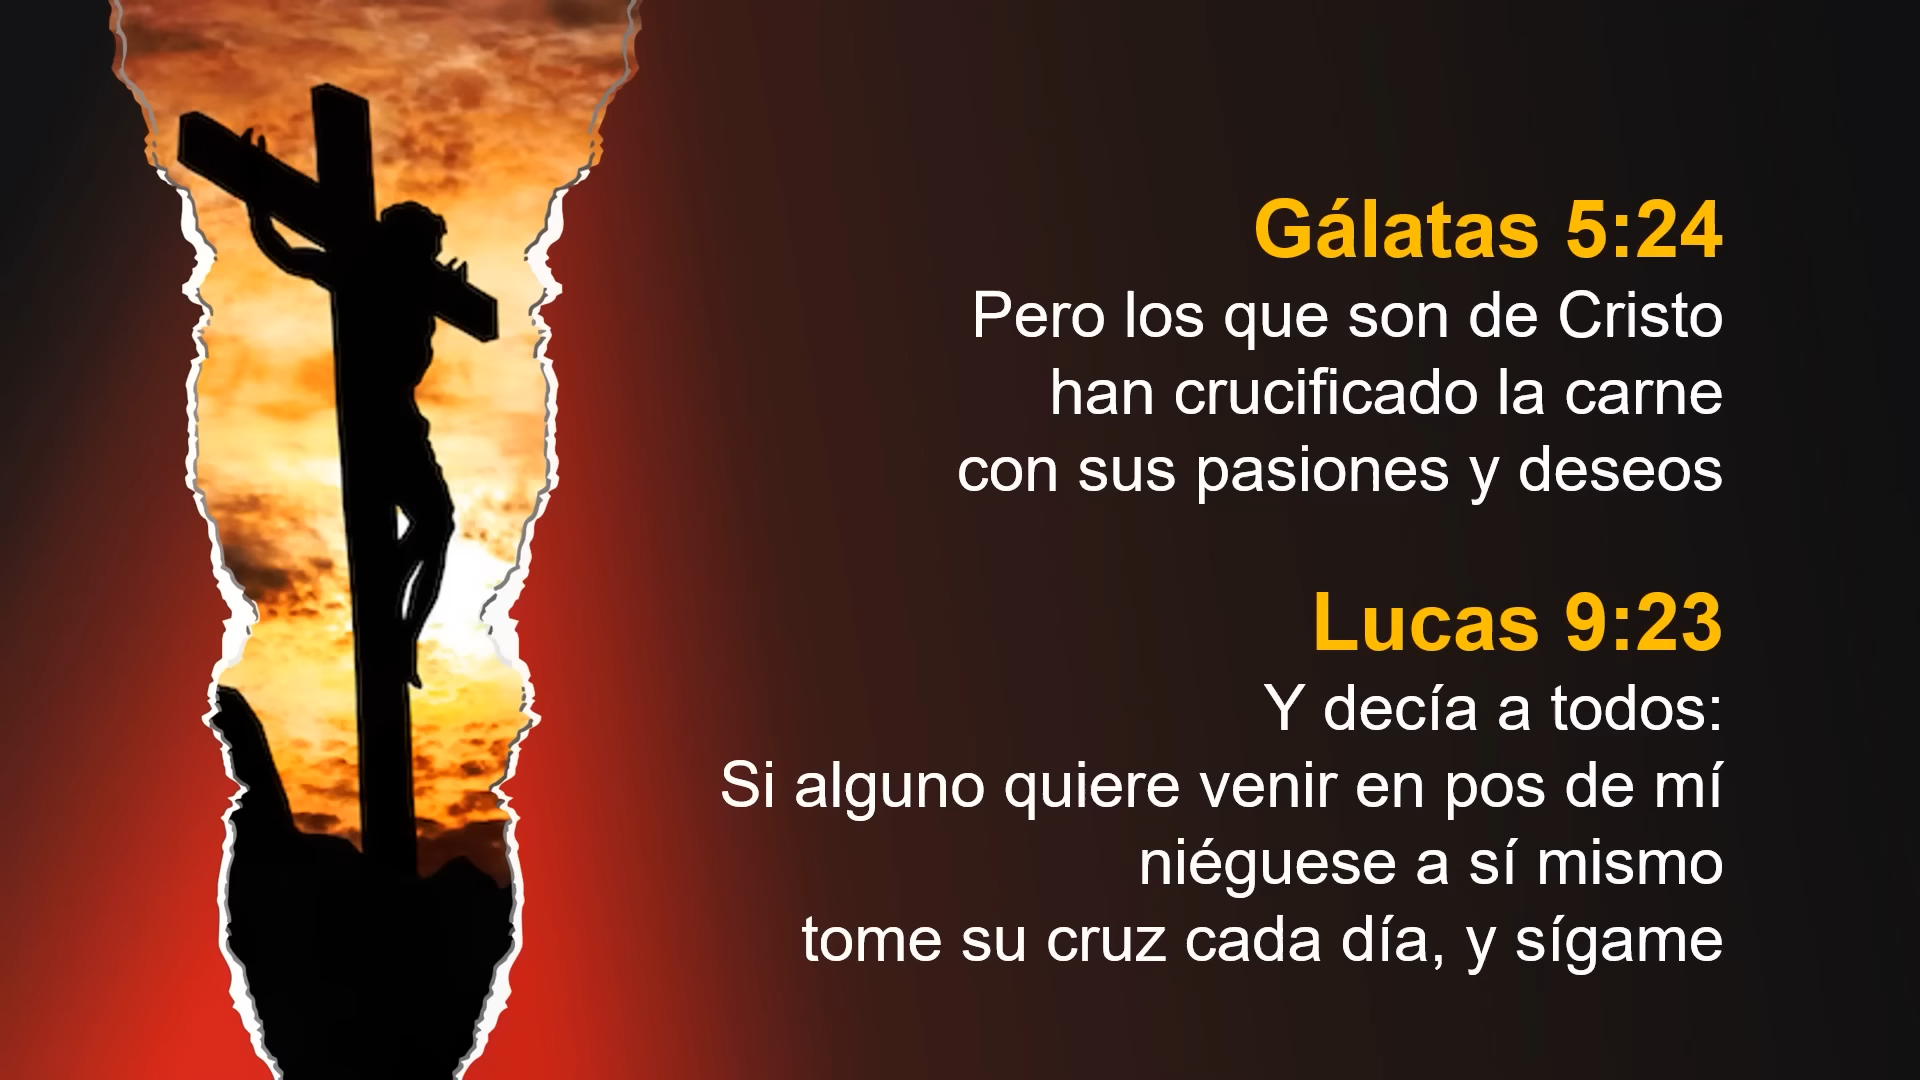 Gálatas 5:24
Pero los que son de Cristo
han crucificado la carne
con sus pasiones y deseos
Lucas 9:23
Y decía a todos:
Si alguno quiere venir en pos de mí
niéguese a sí mismo
tome su cruz cada día, y sígame